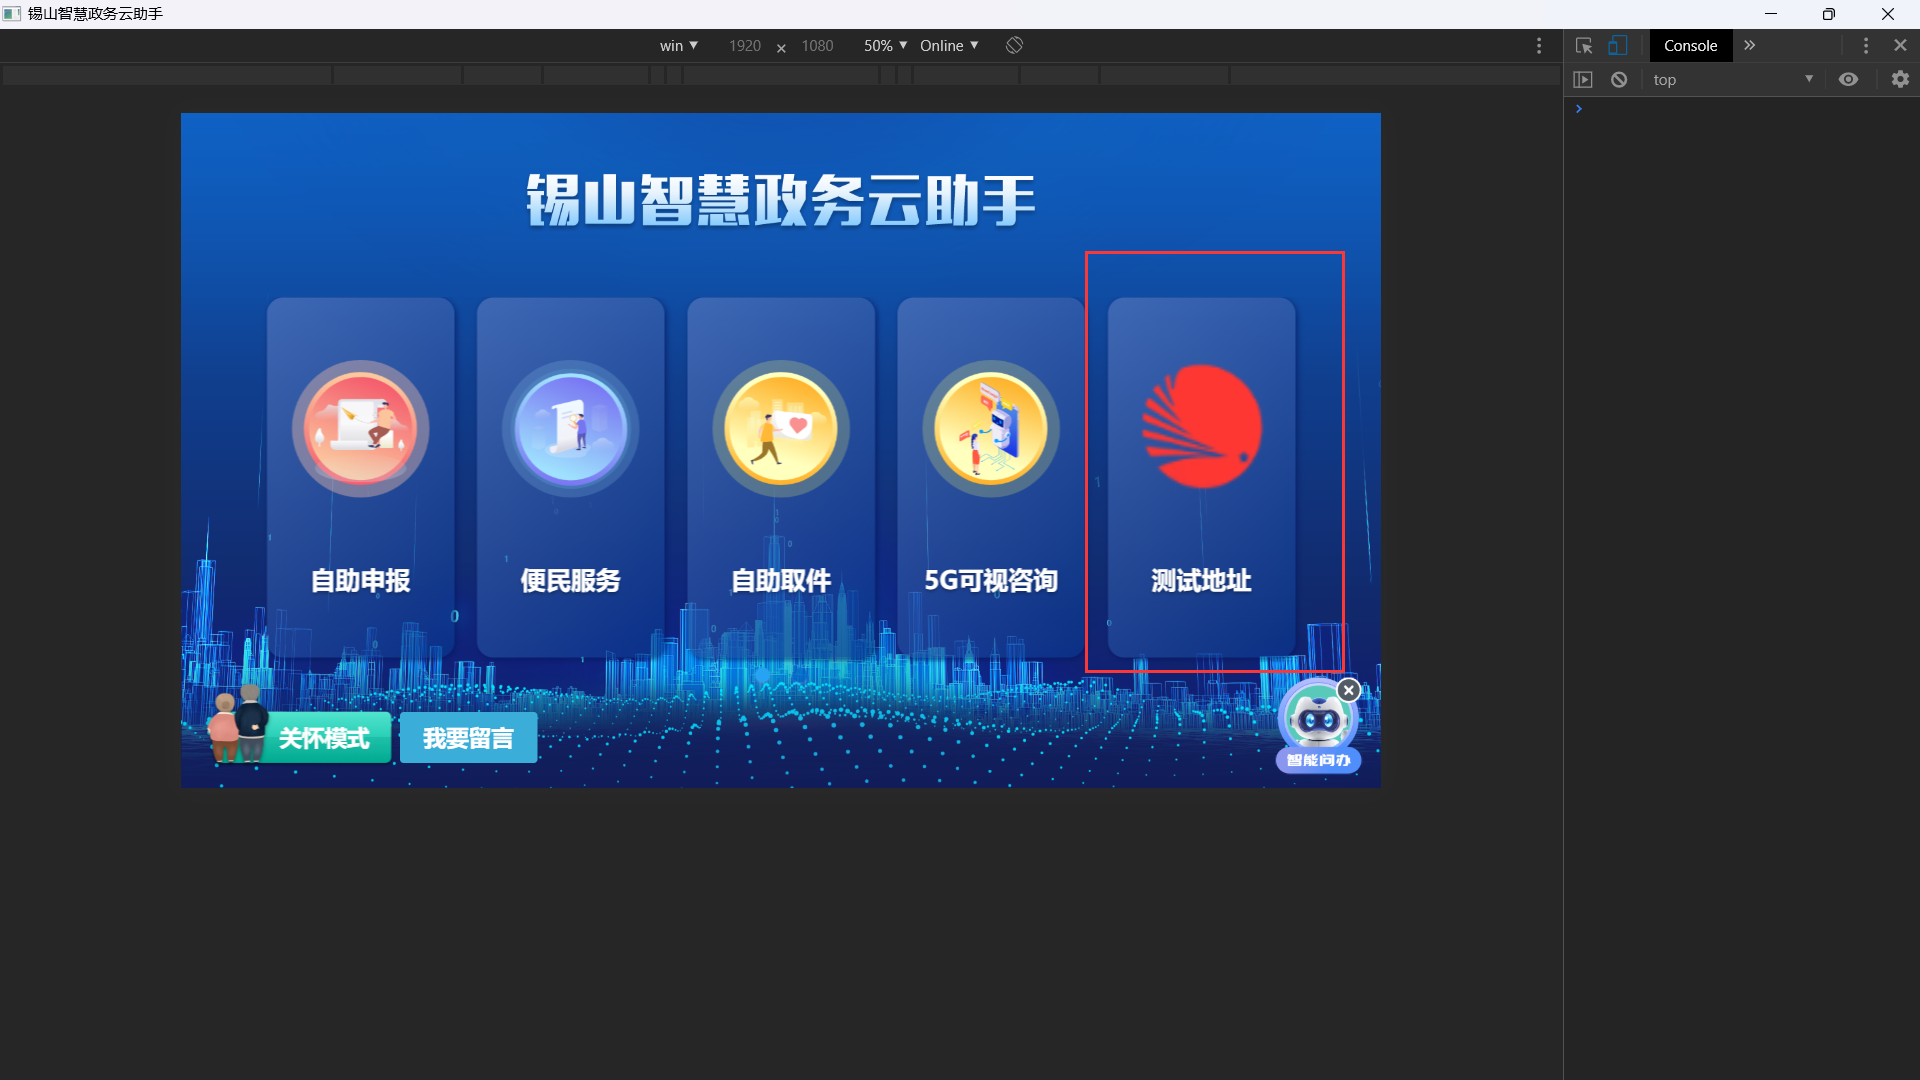 锡山智慧政务云助手
win ▼ 1920 × 1080 50% ▼ Online ▼
Console »
top ▼
锡山智慧政务云助手
自助申报 便民服务 自助取件 5G可视咨询 测试地址
关怀模式 我要留言
智能问办